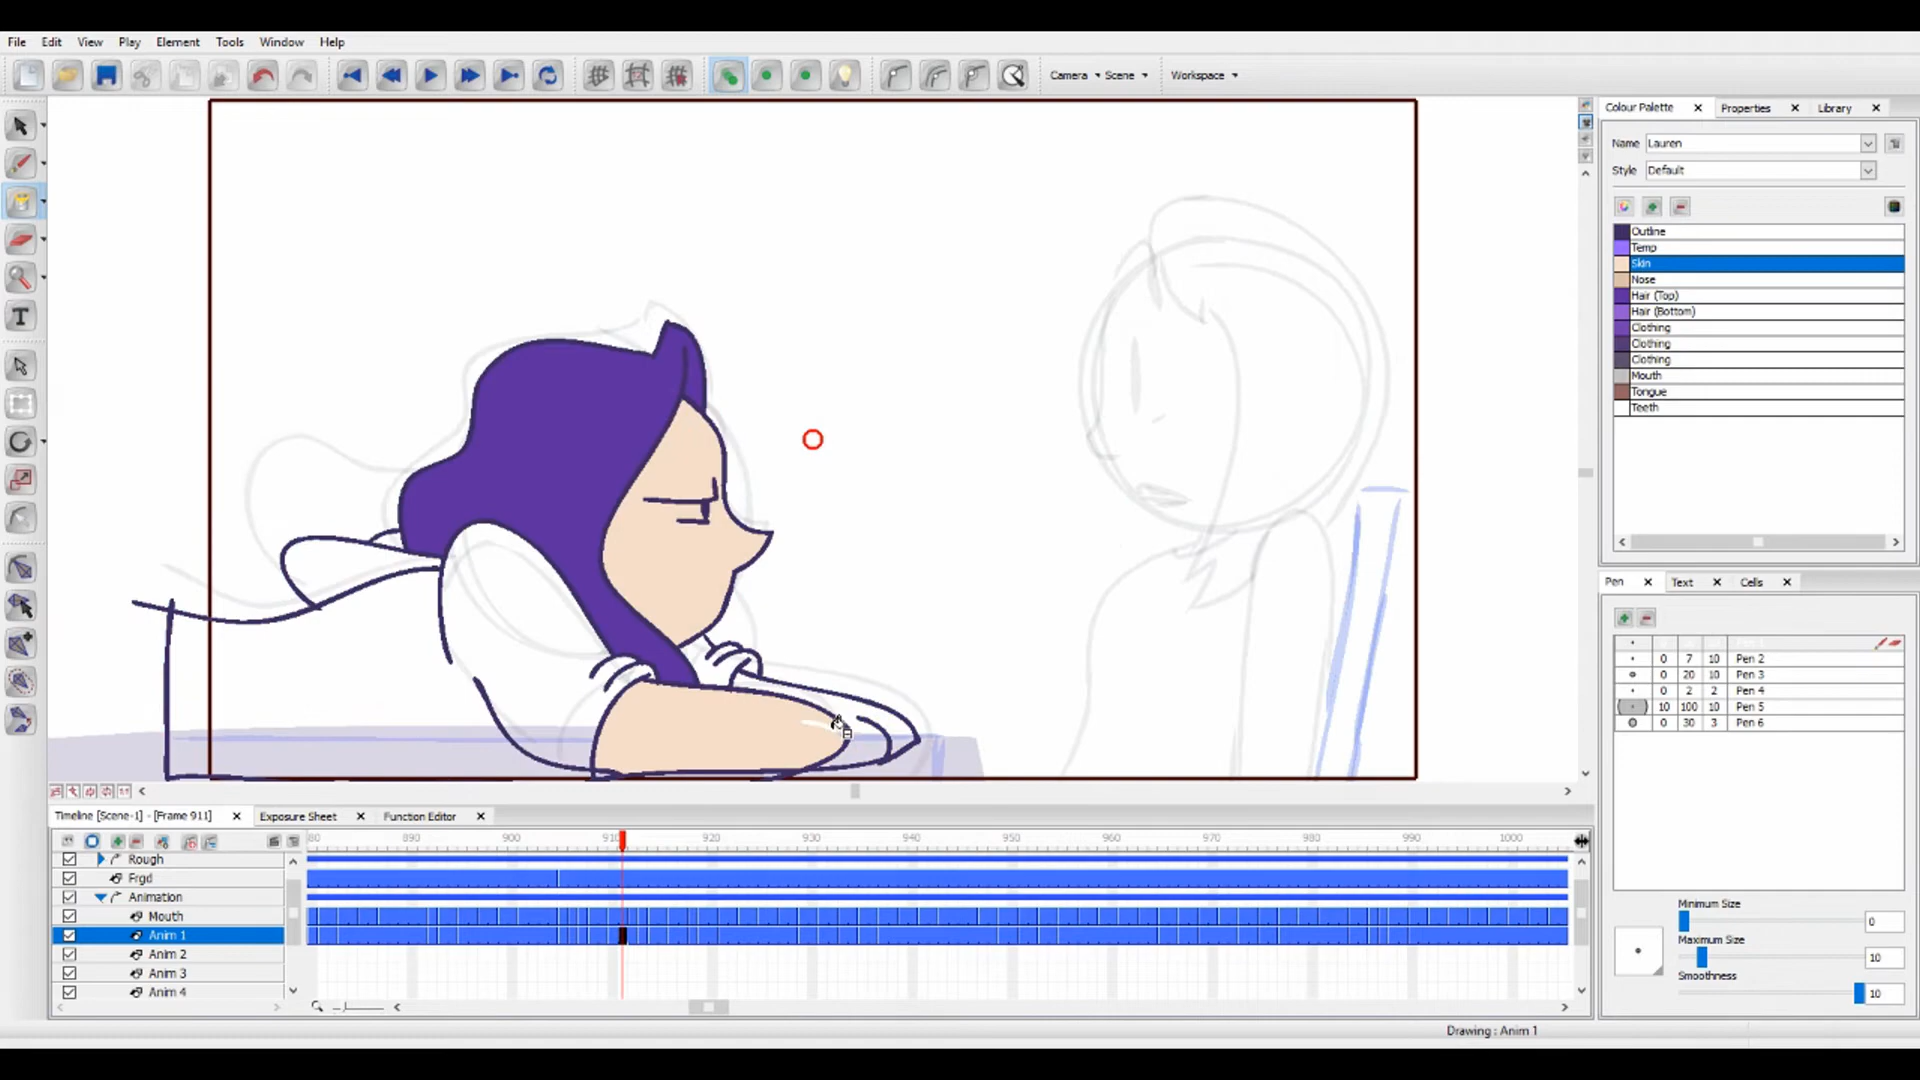 File Edit View Play Element Tools Window Help
Camera Scene Workspace
Colour Palette Properties Library
Name Lauren
Style Default
Outline
Temp
Skin
Nose
Hair (Top)
Hair (Bottom)
Clothing
Clothing
Clothing
Mouth
Tongue
Teeth
Pen Text Cells
0 7 10 Pen 2
0 20 10 Pen 3
0 2 2 Pen 4
10 100 10 Pen 5
0 30 3 Pen 6
Minimum Size
0
Maximum Size
10
Smoothness
10
T
Timeline [Scene-1] - [Frame 911] Exposure Sheet Function Editor
80 890 900 910 920 930 940 950 960 970 980 990 1000
Rough
Frgd
Animation
Mouth
Anim 1
Anim 2
Anim 3
Anim 4
Drawing : Anim 1